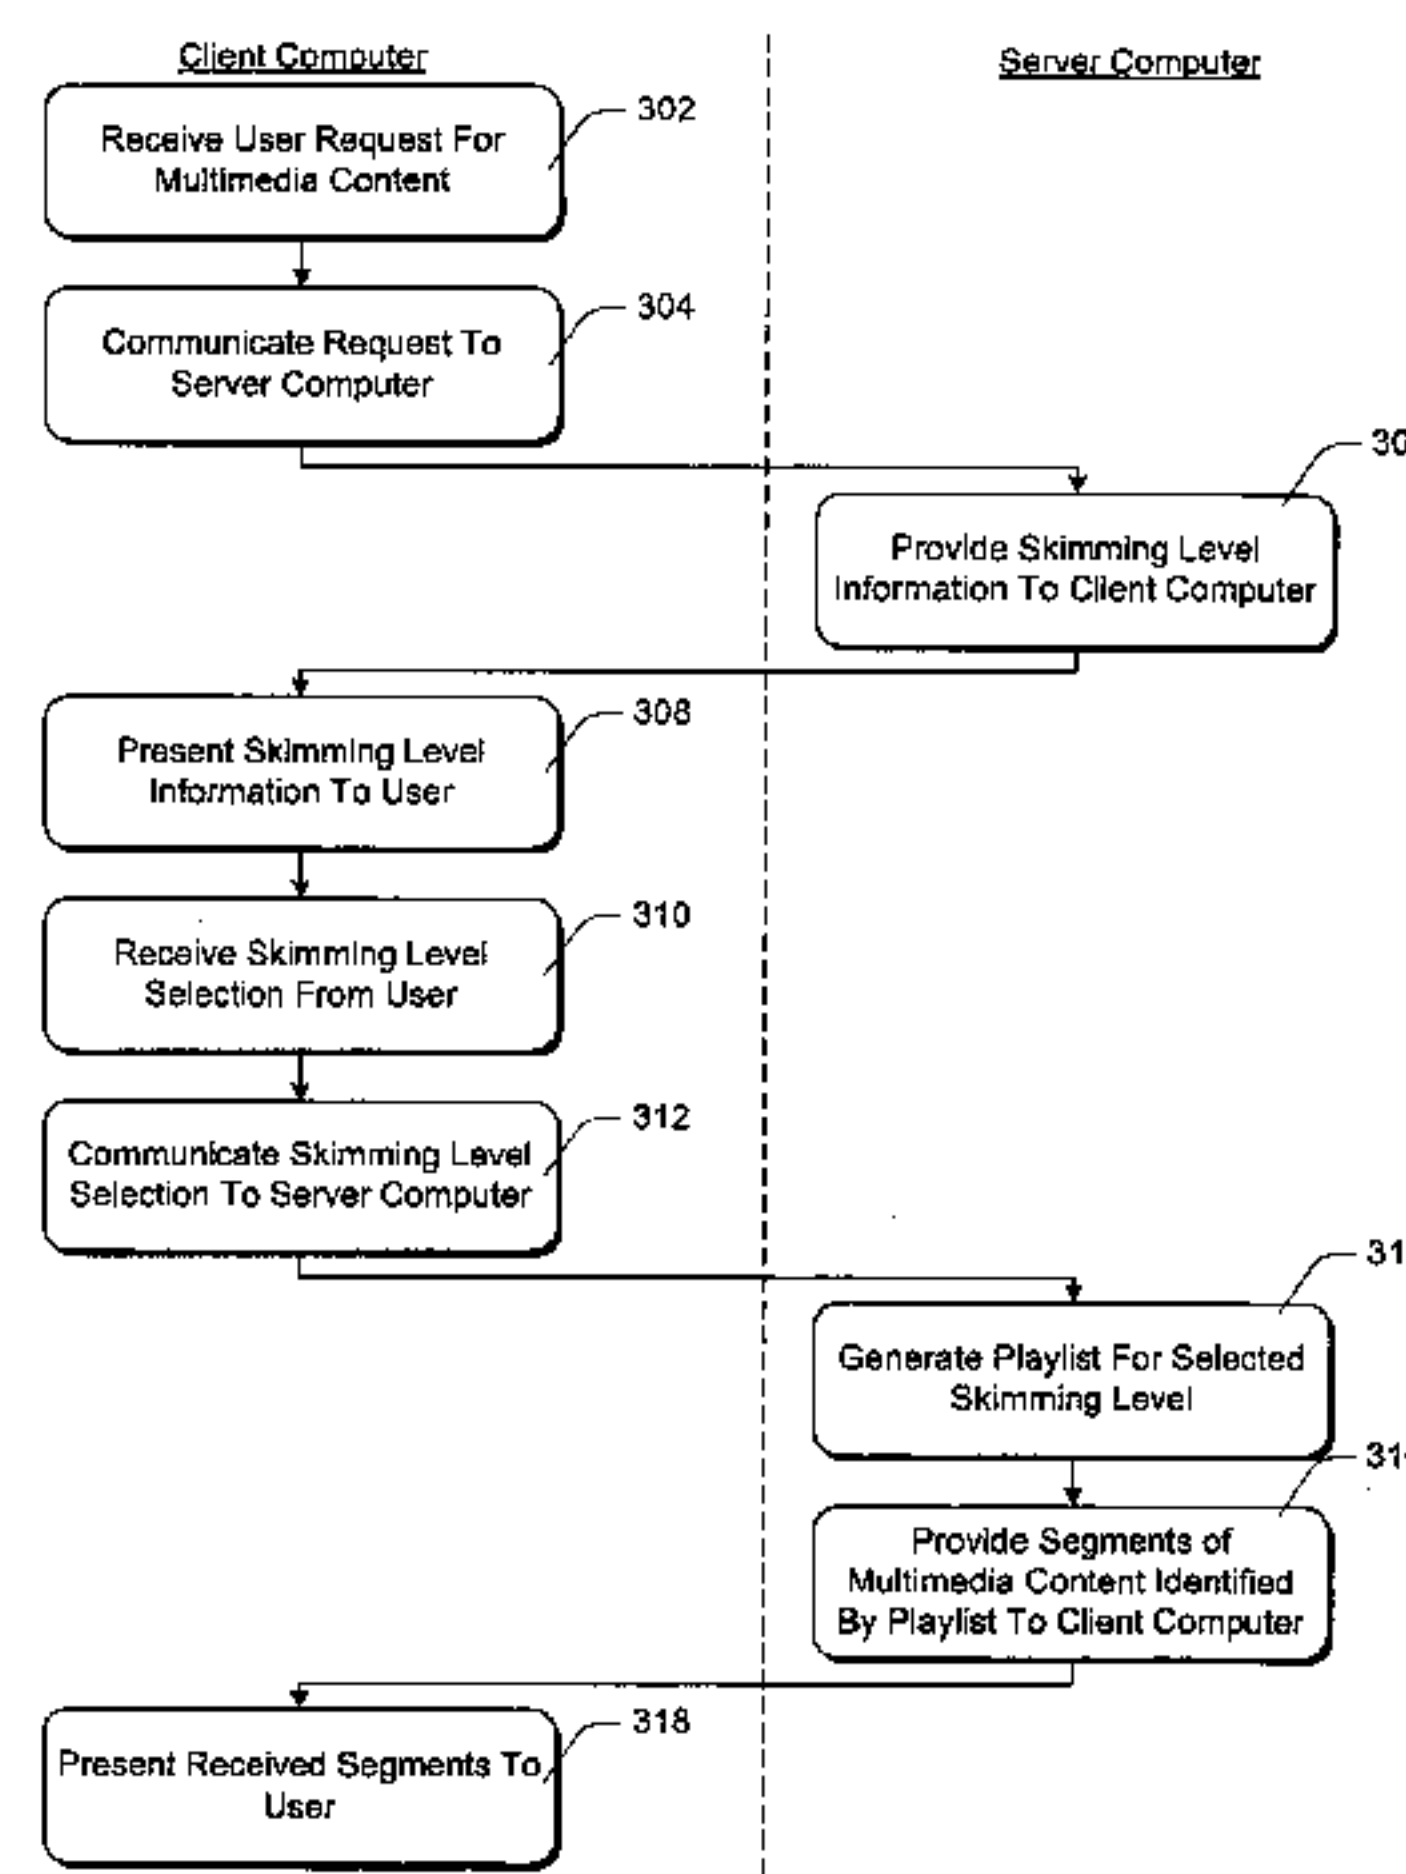 Client Computer
Server Computer
Receive User Request For
Multimedia Content
302
Communicate Request To
Server Computer
304
30
Provide Skimming Level
Information To Client Computer
Present Skimming Level
Information To User
308
Receive Skimming Level
Selection From User
310
Communicate Skimming Level
Selection To Server Computer
312
31
Generate Playlist For Selected
Skimming Level
31
Provide Segments of
Multimedia Content Identified
By Playlist To Client Computer
Present Received Segments To
User
318